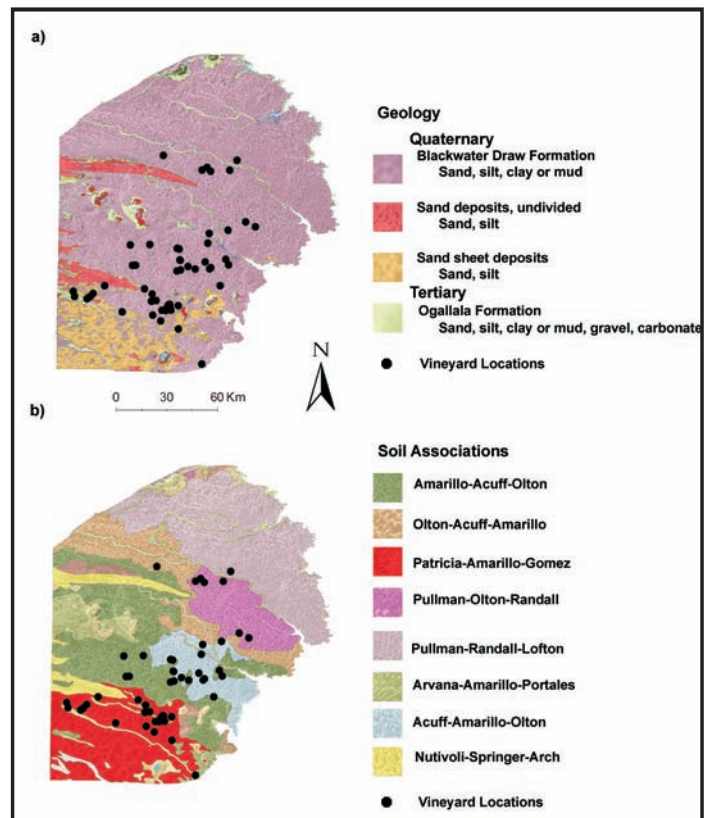 a)
Geology
Quaternary
Blackwater Draw Formation
Sand, silt, clay or mud
Sand deposits, undivided
Sand, silt
Sand sheet deposits
Sand, silt
Tertiary
Ogallala Formation
Sand, silt, clay or mud, gravel, carbonate
Vineyard Locations
N
0 30 60 Km
b)
Soil Associations
Amarillo-Acuff-Olton
Olton-Acuff-Amarillo
Patricia-Amarillo-Gomez
Pullman-Olton-Randall
Pullman-Randall-Lofton
Arvana-Amarillo-Portales
Acuff-Amarillo-Olton
Nutivoli-Springer-Arch
Vineyard Locations